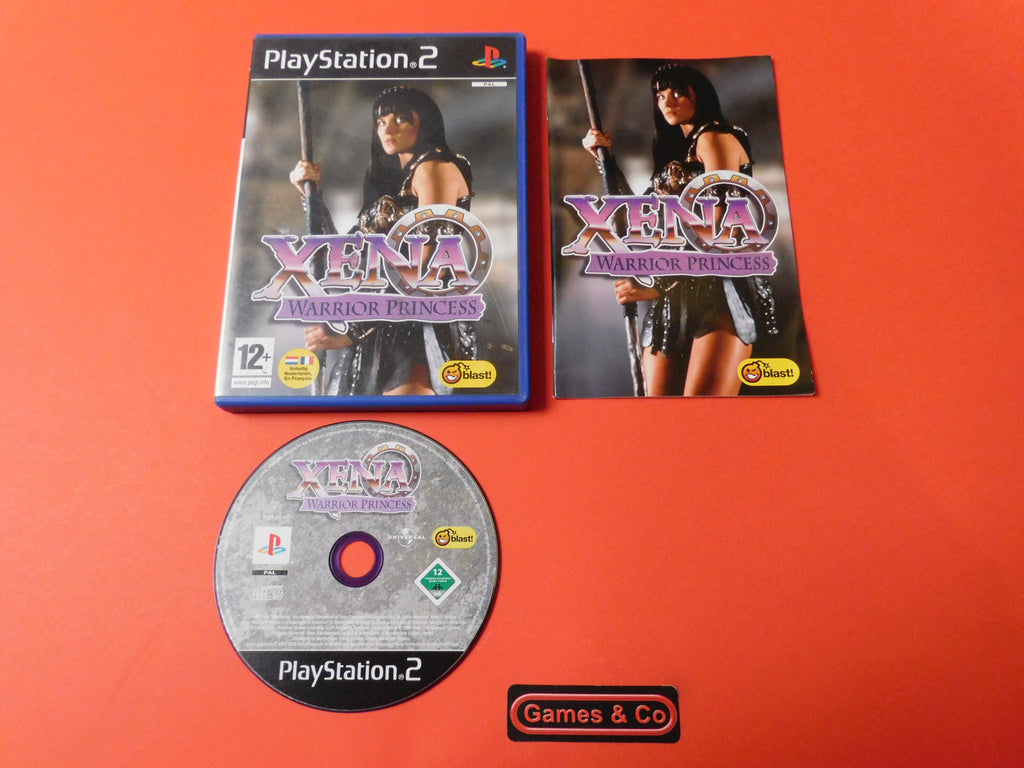 PlayStation®2
PAL
XENA
WARRIOR PRINCESS
12+
www.pegi.info
Volledig
Nederlands,
En Français
blast!
XENA
WARRIOR PRINCESS
blast!
XENA
WARRIOR PRINCESS
UNIVERSAL
blast!
PAL
12
PlayStation®2
Games & Co